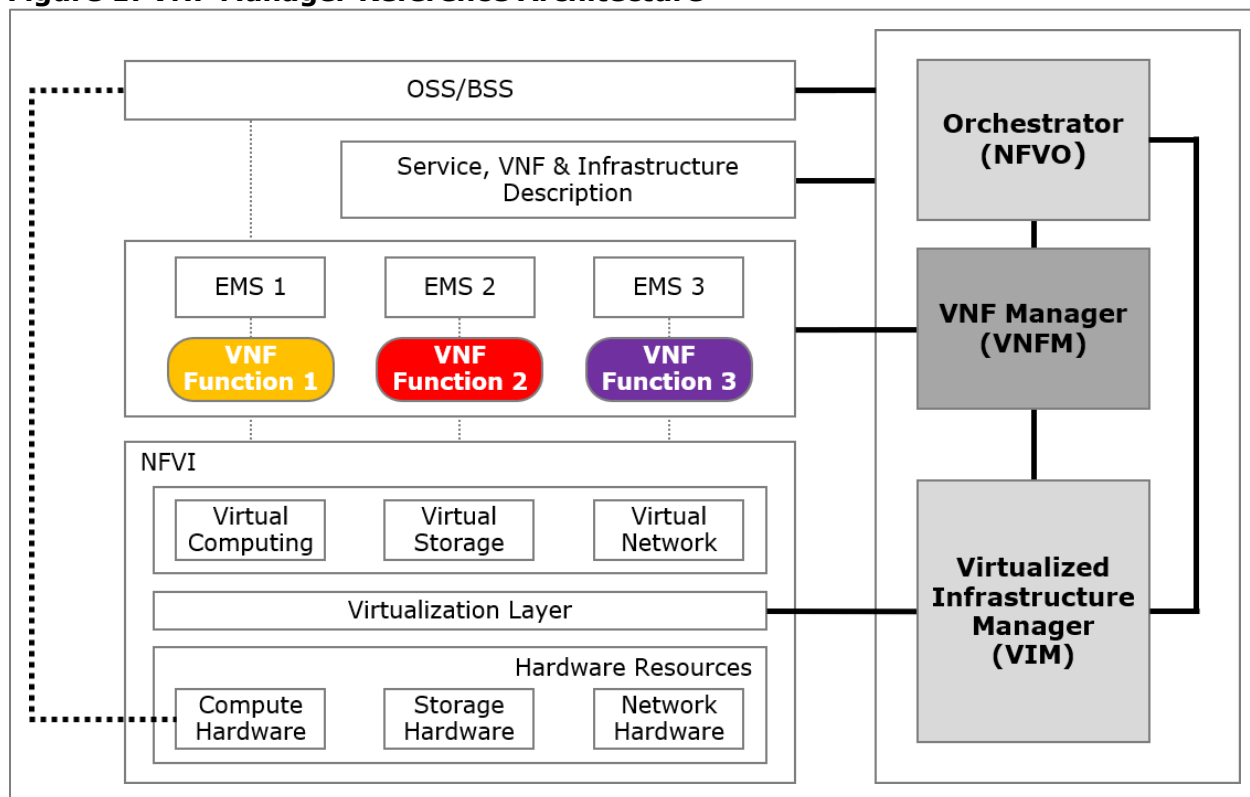 OSS/BSS
Service, VNF & Infrastructure
Description
EMS 1
EMS 2
EMS 3
VNF
Function 1
VNF
Function 2
VNF
Function 3
NFVI
Virtual
Computing
Virtual
Storage
Virtual
Network
Virtualization Layer
Hardware Resources
Compute
Hardware
Storage
Hardware
Network
Hardware
Orchestrator
(NFVO)
VNF Manager
(VNFM)
Virtualized
Infrastructure
Manager
(VIM)